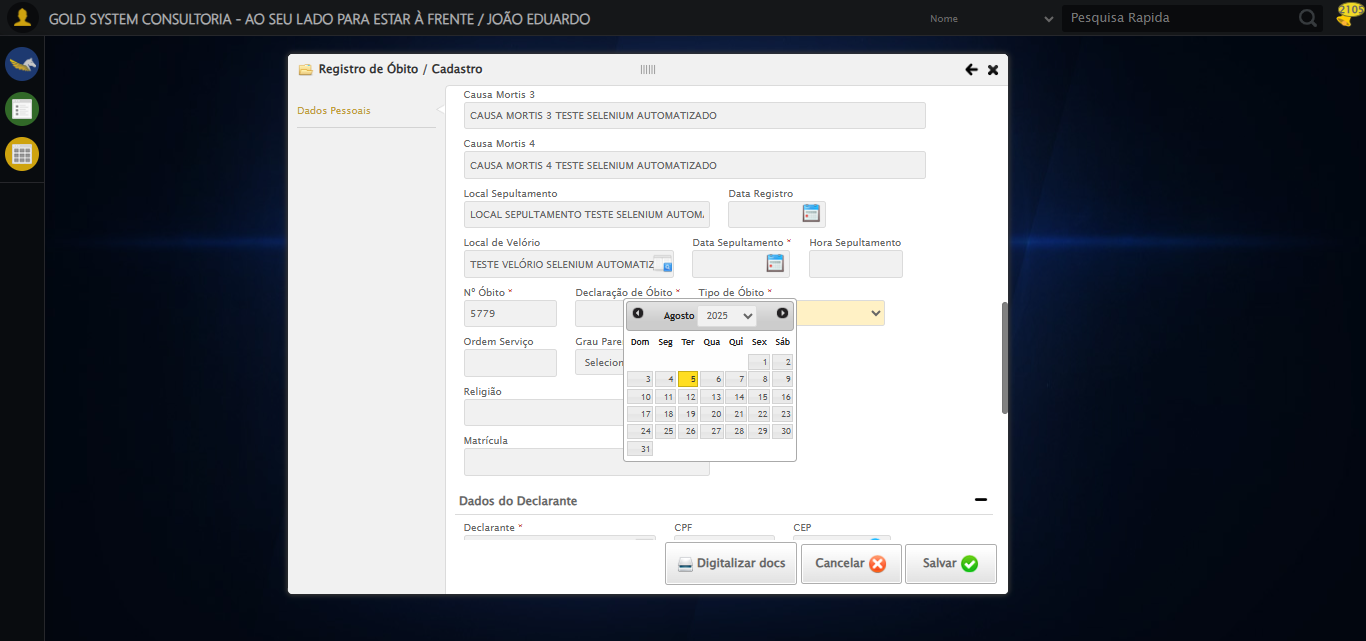 GOLD SYSTEM CONSULTORIA - AO SEU LADO PARA ESTAR À FRENTE / JOÃO EDUARDO
Nome
Pesquisa Rapida
2105
Registro de Óbito / Cadastro
Dados Pessoais
Causa Mortis 3
CAUSA MORTIS 3 TESTE SELENIUM AUTOMATIZADO
Causa Mortis 4
CAUSA MORTIS 4 TESTE SELENIUM AUTOMATIZADO
Local Sepultamento Data Registro
LOCAL SEPULTAMENTO TESTE SELENIUM AUTOM
Local de Velório Data Sepultamento * Hora Sepultamento
TESTE VELÓRIO SELENIUM AUTOMATIZ
Nº Óbito * Declaração de Óbito * Tipo de Óbito *
5779
Agosto 2025
Dom Seg Ter Qua Qui Sex Sáb
1 2
3 4 5 6 7 8 9
10 11 12 13 14 15 16
17 18 19 20 21 22 23
24 25 26 27 28 29 30
31
Ordem Serviço Grau Pare
Selecion
Religião
Matrícula
Dados do Declarante
Declarante * CPF CEP
Digitalizar docs Cancelar Salvar